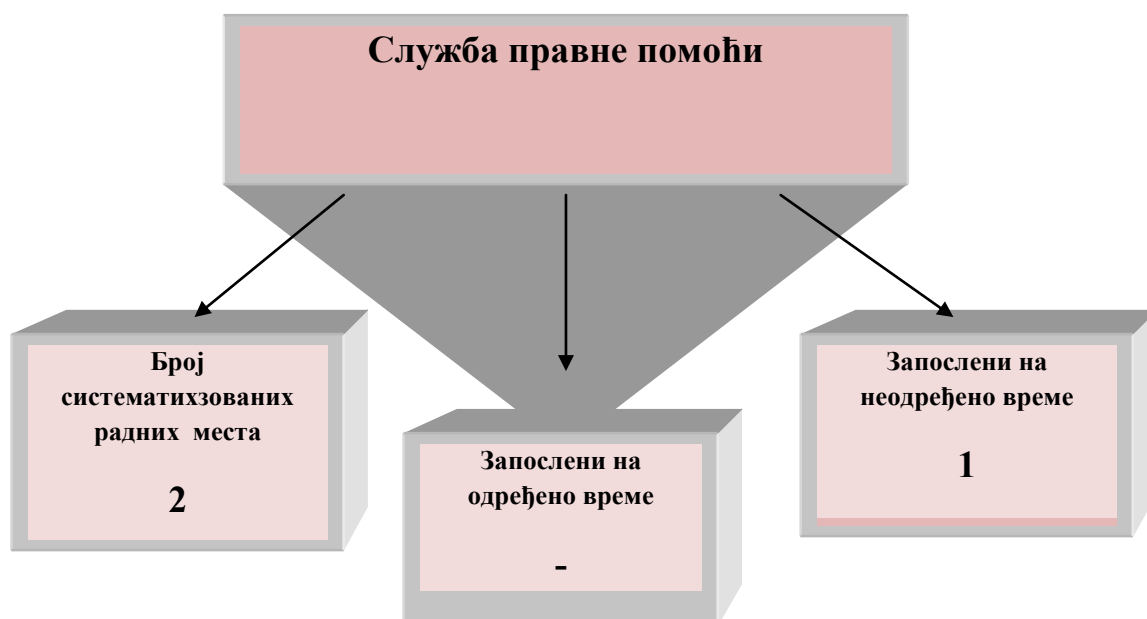 Служба правне помоћи
Број
систематихзованих
радних места
2
Запослени на
одређено време
-
Запослени на
неодређено време
1